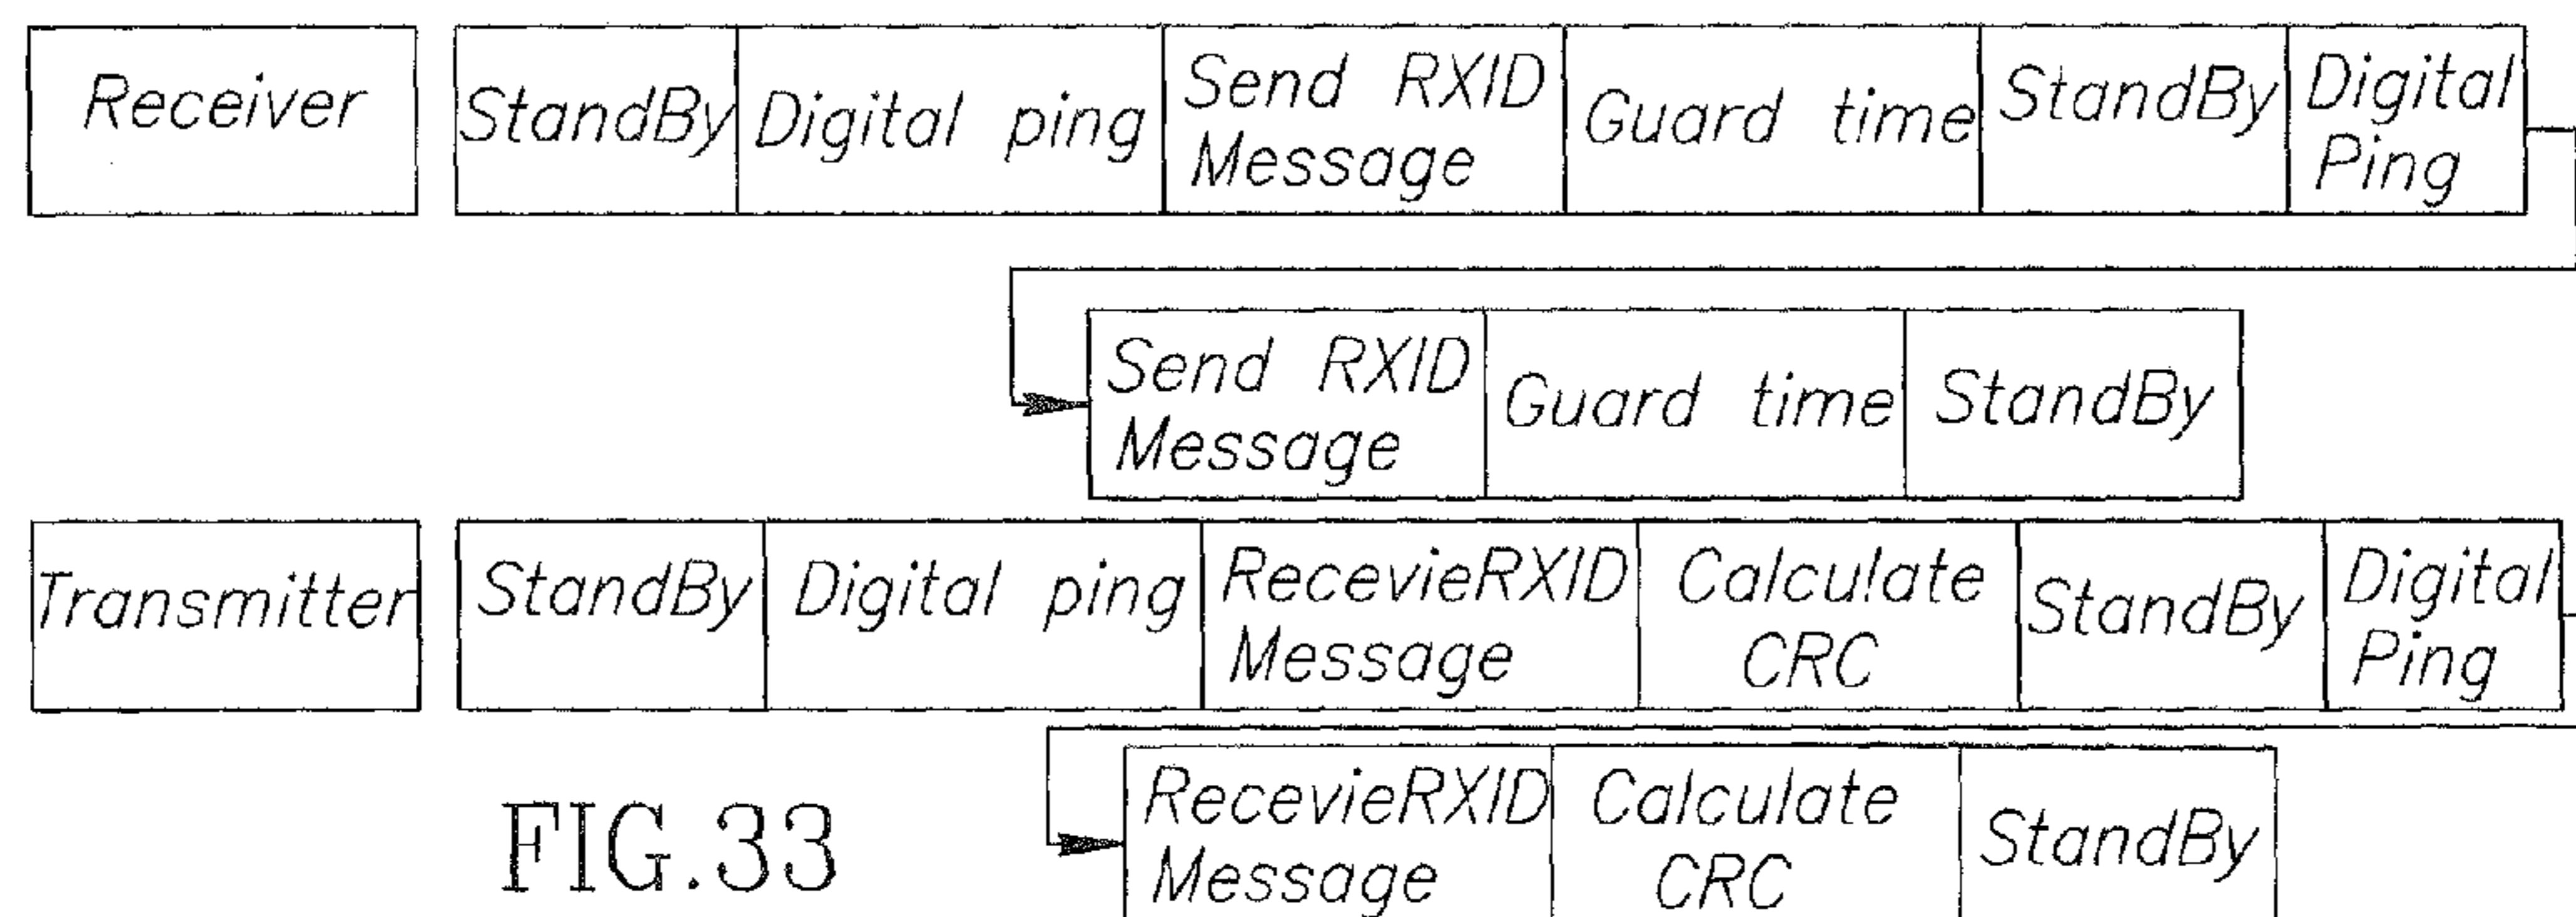 Receiver
StandBy
Digital ping
Send RXID
Message
Guard time
StandBy
Digital
Ping
Send RXID
Message
Guard time
StandBy
Transmitter
StandBy
Digital ping
RecevieRXID
Message
Calculate
CRC
StandBy
Digital
Ping
RecevieRXID
Message
Calculate
CRC
StandBy
FIG.33